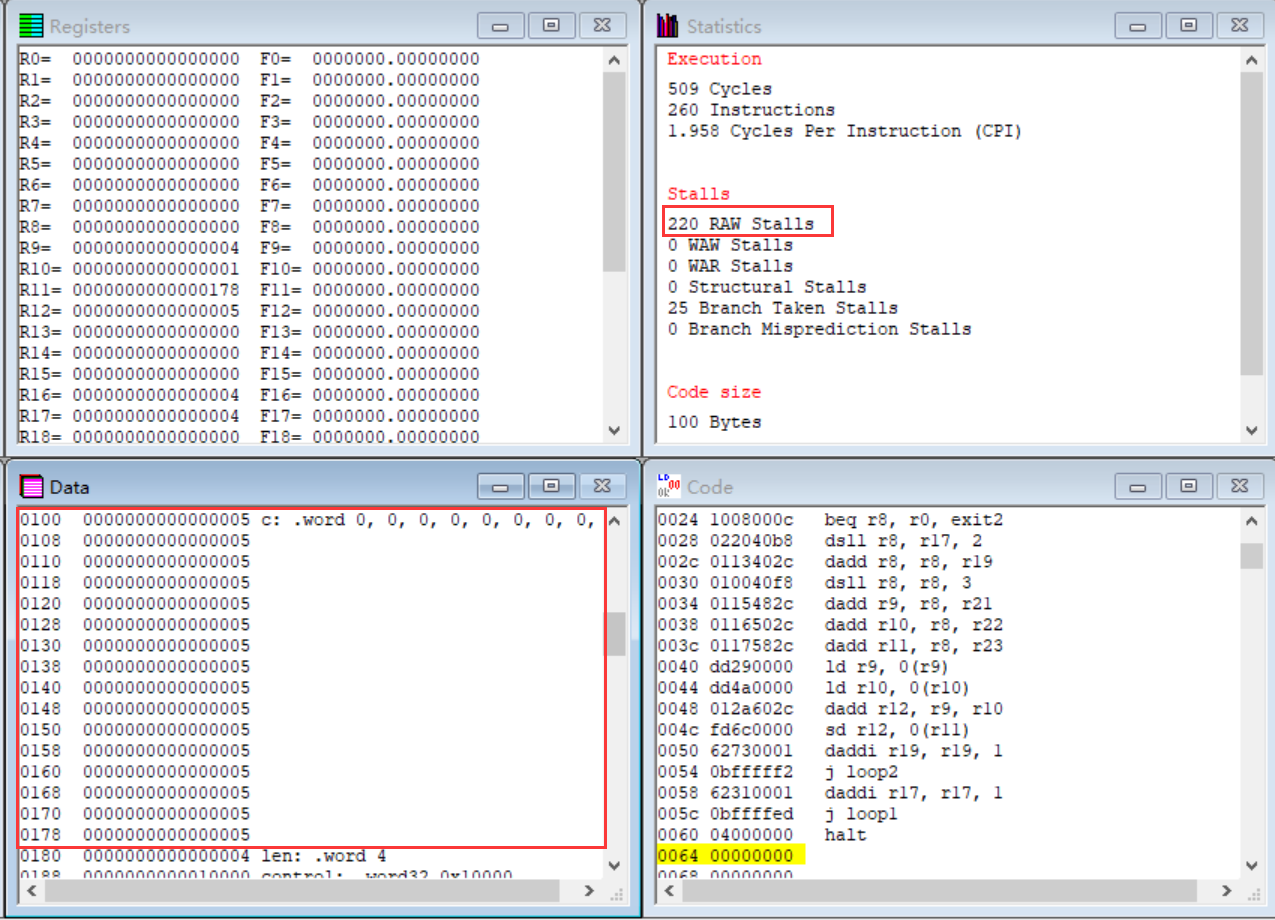 Registers
R0= 0000000000000000 F0= 0000000.00000000
R1= 0000000000000000 F1= 0000000.00000000
R2= 0000000000000000 F2= 0000000.00000000
R3= 0000000000000000 F3= 0000000.00000000
R4= 0000000000000000 F4= 0000000.00000000
R5= 0000000000000000 F5= 0000000.00000000
R6= 0000000000000000 F6= 0000000.00000000
R7= 0000000000000000 F7= 0000000.00000000
R8= 0000000000000000 F8= 0000000.00000000
R9= 0000000000000004 F9= 0000000.00000000
R10= 0000000000000001 F10= 0000000.00000000
R11= 0000000000000178 F11= 0000000.00000000
R12= 0000000000000005 F12= 0000000.00000000
R13= 0000000000000000 F13= 0000000.00000000
R14= 0000000000000000 F14= 0000000.00000000
R15= 0000000000000000 F15= 0000000.00000000
R16= 0000000000000004 F16= 0000000.00000000
R17= 0000000000000004 F17= 0000000.00000000
R18= 0000000000000000 F18= 0000000.00000000
Statistics
Execution
509 Cycles
260 Instructions
1.958 Cycles Per Instruction (CPI)
Stalls
220 RAW Stalls
0 WAW Stalls
0 WAR Stalls
0 Structural Stalls
25 Branch Taken Stalls
0 Branch Misprediction Stalls
Code size
100 Bytes
Data
0100 0000000000000005 c: .word 0, 0, 0, 0, 0, 0, 0, 0,
0108 0000000000000005
0110 0000000000000005
0118 0000000000000005
0120 0000000000000005
0128 0000000000000005
0130 0000000000000005
0138 0000000000000005
0140 0000000000000005
0148 0000000000000005
0150 0000000000000005
0158 0000000000000005
0160 0000000000000005
0168 0000000000000005
0170 0000000000000005
0178 0000000000000005
0180 0000000000000004 len: .word 4
0188 0000000000010000 control: .word32 0x10000
Code
0024 1008000c beq r8, r0, exit2
0028 022040b8 dsll r8, r17, 2
002c 0113402c dadd r8, r8, r19
0030 010040f8 dsll r8, r8, 3
0034 0115482c dadd r9, r8, r21
0038 0116502c dadd r10, r8, r22
003c 0117582c dadd r11, r8, r23
0040 dd290000 ld r9, 0(r9)
0044 dd4a0000 ld r10, 0(r10)
0048 012a602c dadd r12, r9, r10
004c fd6c0000 sd r12, 0(r11)
0050 62730001 daddi r19, r19, 1
0054 0bfffff2 j loop2
0058 62310001 daddi r17, r17, 1
005c 0bffffed j loop1
0060 04000000 halt
0064 00000000
0068 00000000